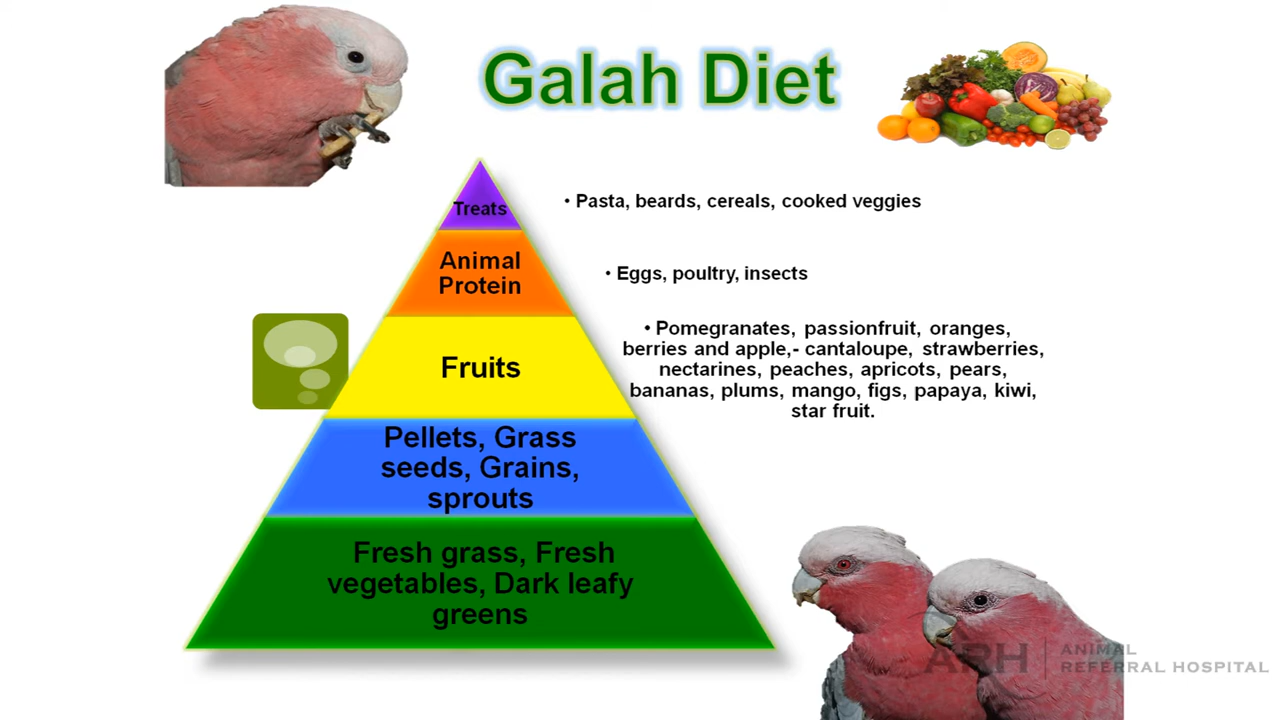 Galah Diet
Treats
• Pasta, beards, cereals, cooked veggies
Animal
Protein
• Eggs, poultry, insects
Fruits
• Pomegranates, passionfruit, oranges,
berries and apple,- cantaloupe, strawberries,
nectarines, peaches, apricots, pears,
bananas, plums, mango, figs, papaya, kiwi,
star fruit.
Pellets, Grass
seeds, Grains,
sprouts
Fresh grass, Fresh
vegetables, Dark leafy
greens
ARH
ANIMAL
REFERRAL HOSPITAL